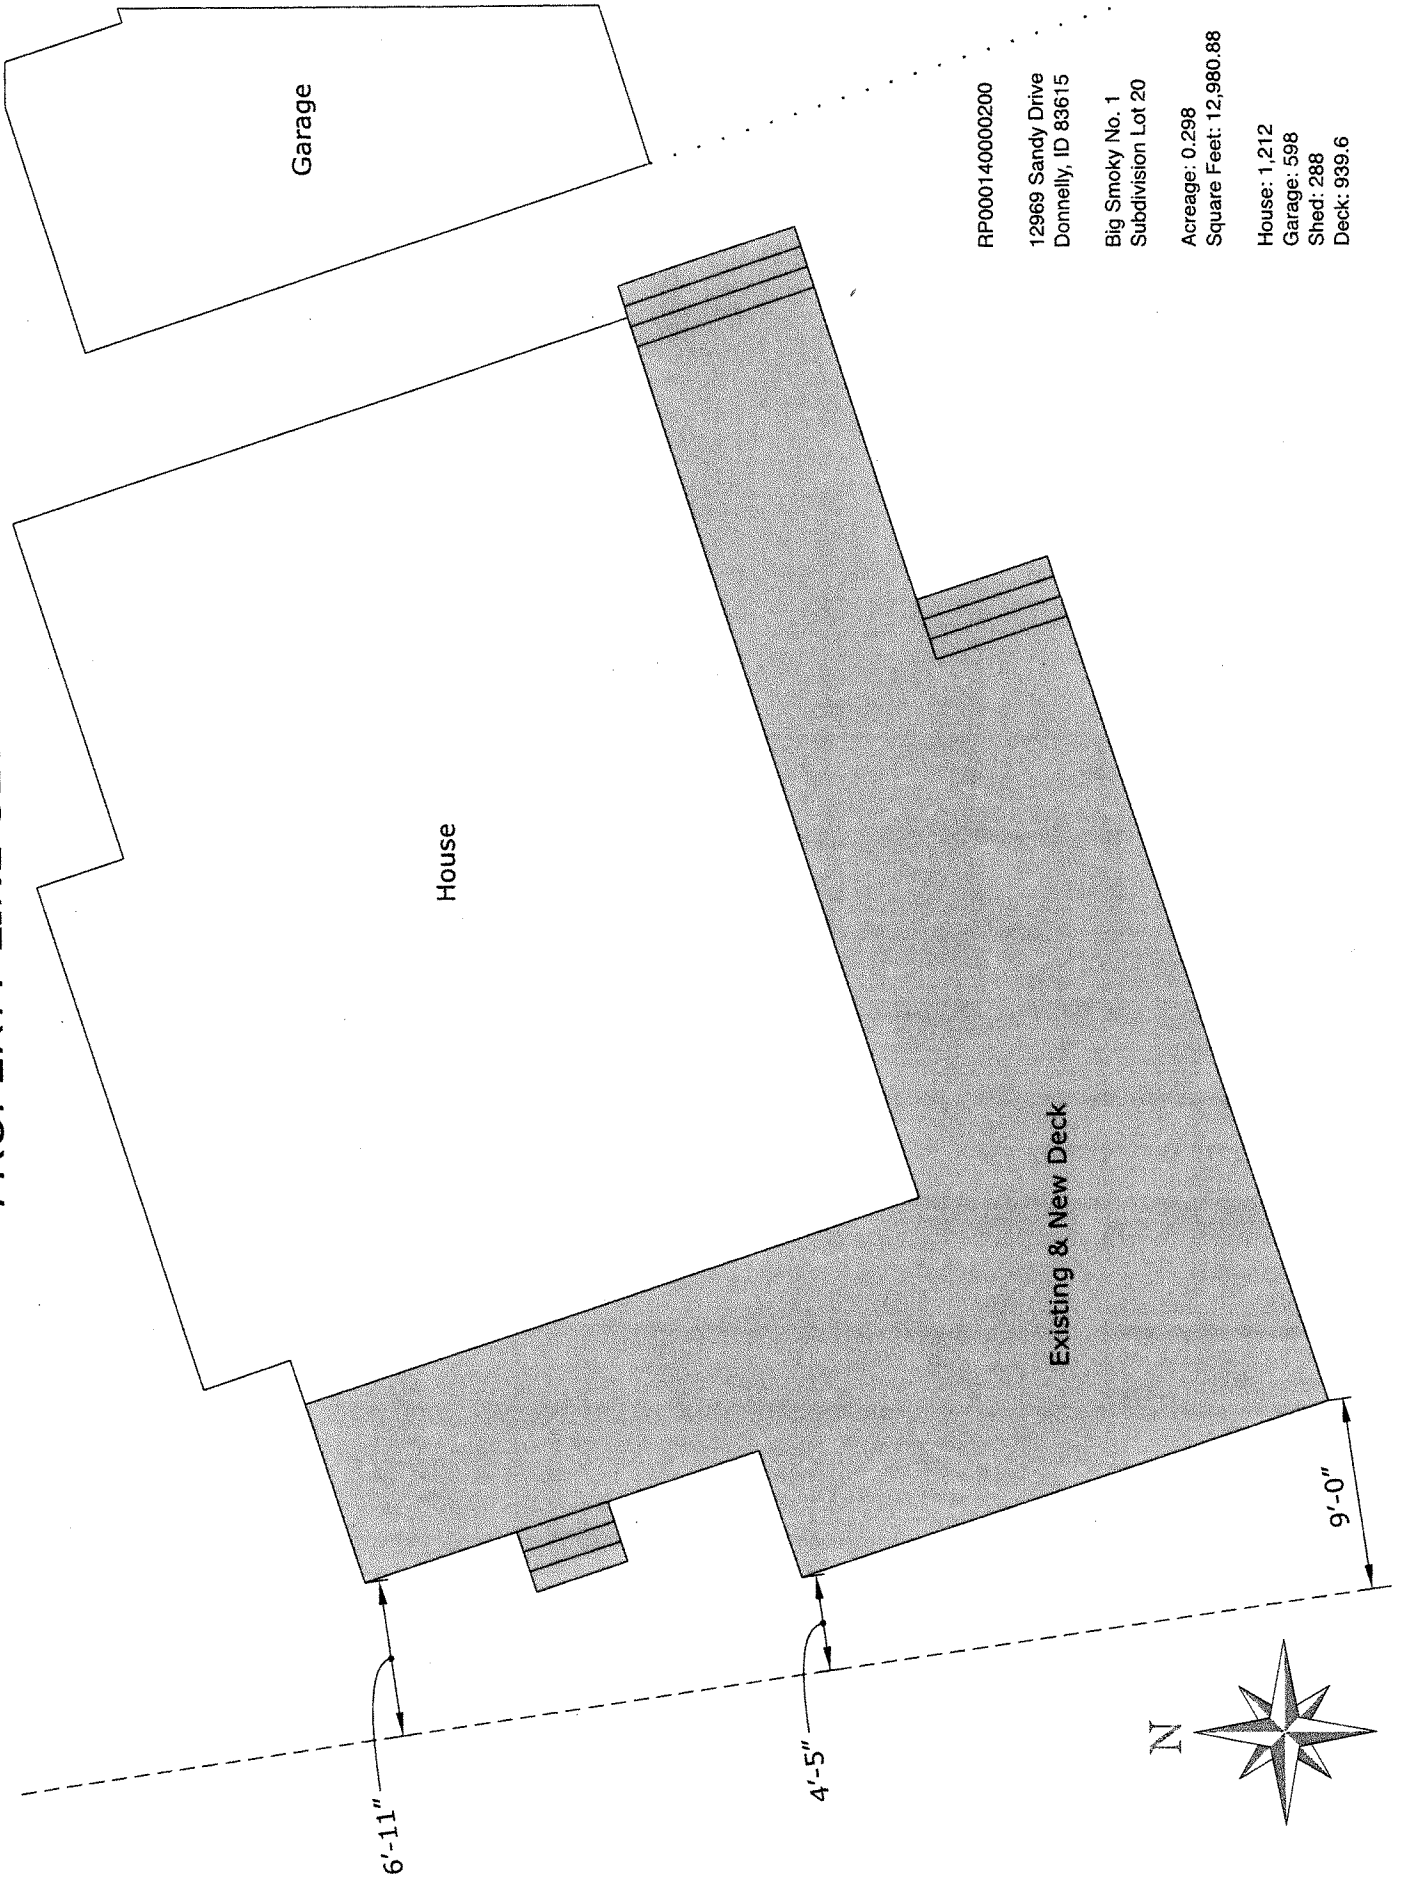 Garage
House
Existing & New Deck
6'-11"
4'-5"
9'-0"
N
RP000140000200
12969 Sandy Drive
Donnelly, ID 83615
Big Smoky No. 1
Subdivision Lot 20
Acreage: 0.298
Square Feet: 12,980.88
House: 1,212
Garage: 598
Shed: 288
Deck: 939.6